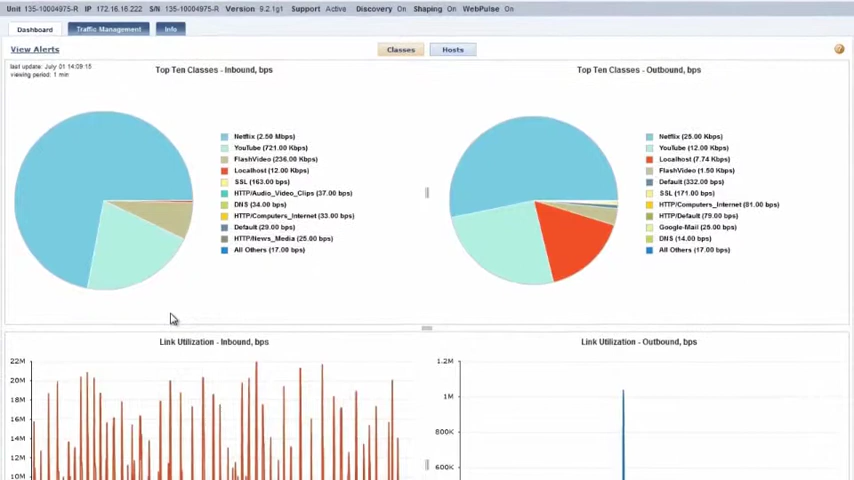 Unit 135-10004975-R IP 172.16.18.222 S/N 135-10004975-R Version 9.2.1g1 Support Active Discovery On Shaping On WebPulse On
Dashboard Traffic Management Info
View Alerts
Classes Hosts
last update: July 01 14:09:15
viewing period: 1 min
Top Ten Classes - Inbound, bps
Netflix (2.50 Mbps)
YouTube (721.00 Kbps)
FlashVideo (236.00 Kbps)
Localhost (12.00 Kbps)
SSL (163.00 bps)
HTTP/Audio_Video_Clips (37.00 bps)
DNS (34.00 bps)
HTTP/Computers_Internet (33.00 bps)
Default (29.00 bps)
HTTP/News_Media (25.00 bps)
All Others (17.00 bps)
Top Ten Classes - Outbound, bps
Netflix (25.00 Kbps)
YouTube (12.00 Kbps)
Localhost (7.74 Kbps)
FlashVideo (1.50 Kbps)
Default (332.00 bps)
SSL (171.00 bps)
HTTP/Computers_Internet (81.00 bps)
HTTP/Default (79.00 bps)
Google-Mail (25.00 bps)
DNS (14.00 bps)
All Others (17.00 bps)
Link Utilization - Inbound, bps
22M
20M
18M
16M
14M
12M
10M
Link Utilization - Outbound, bps
1.2M
1M
800K
600K